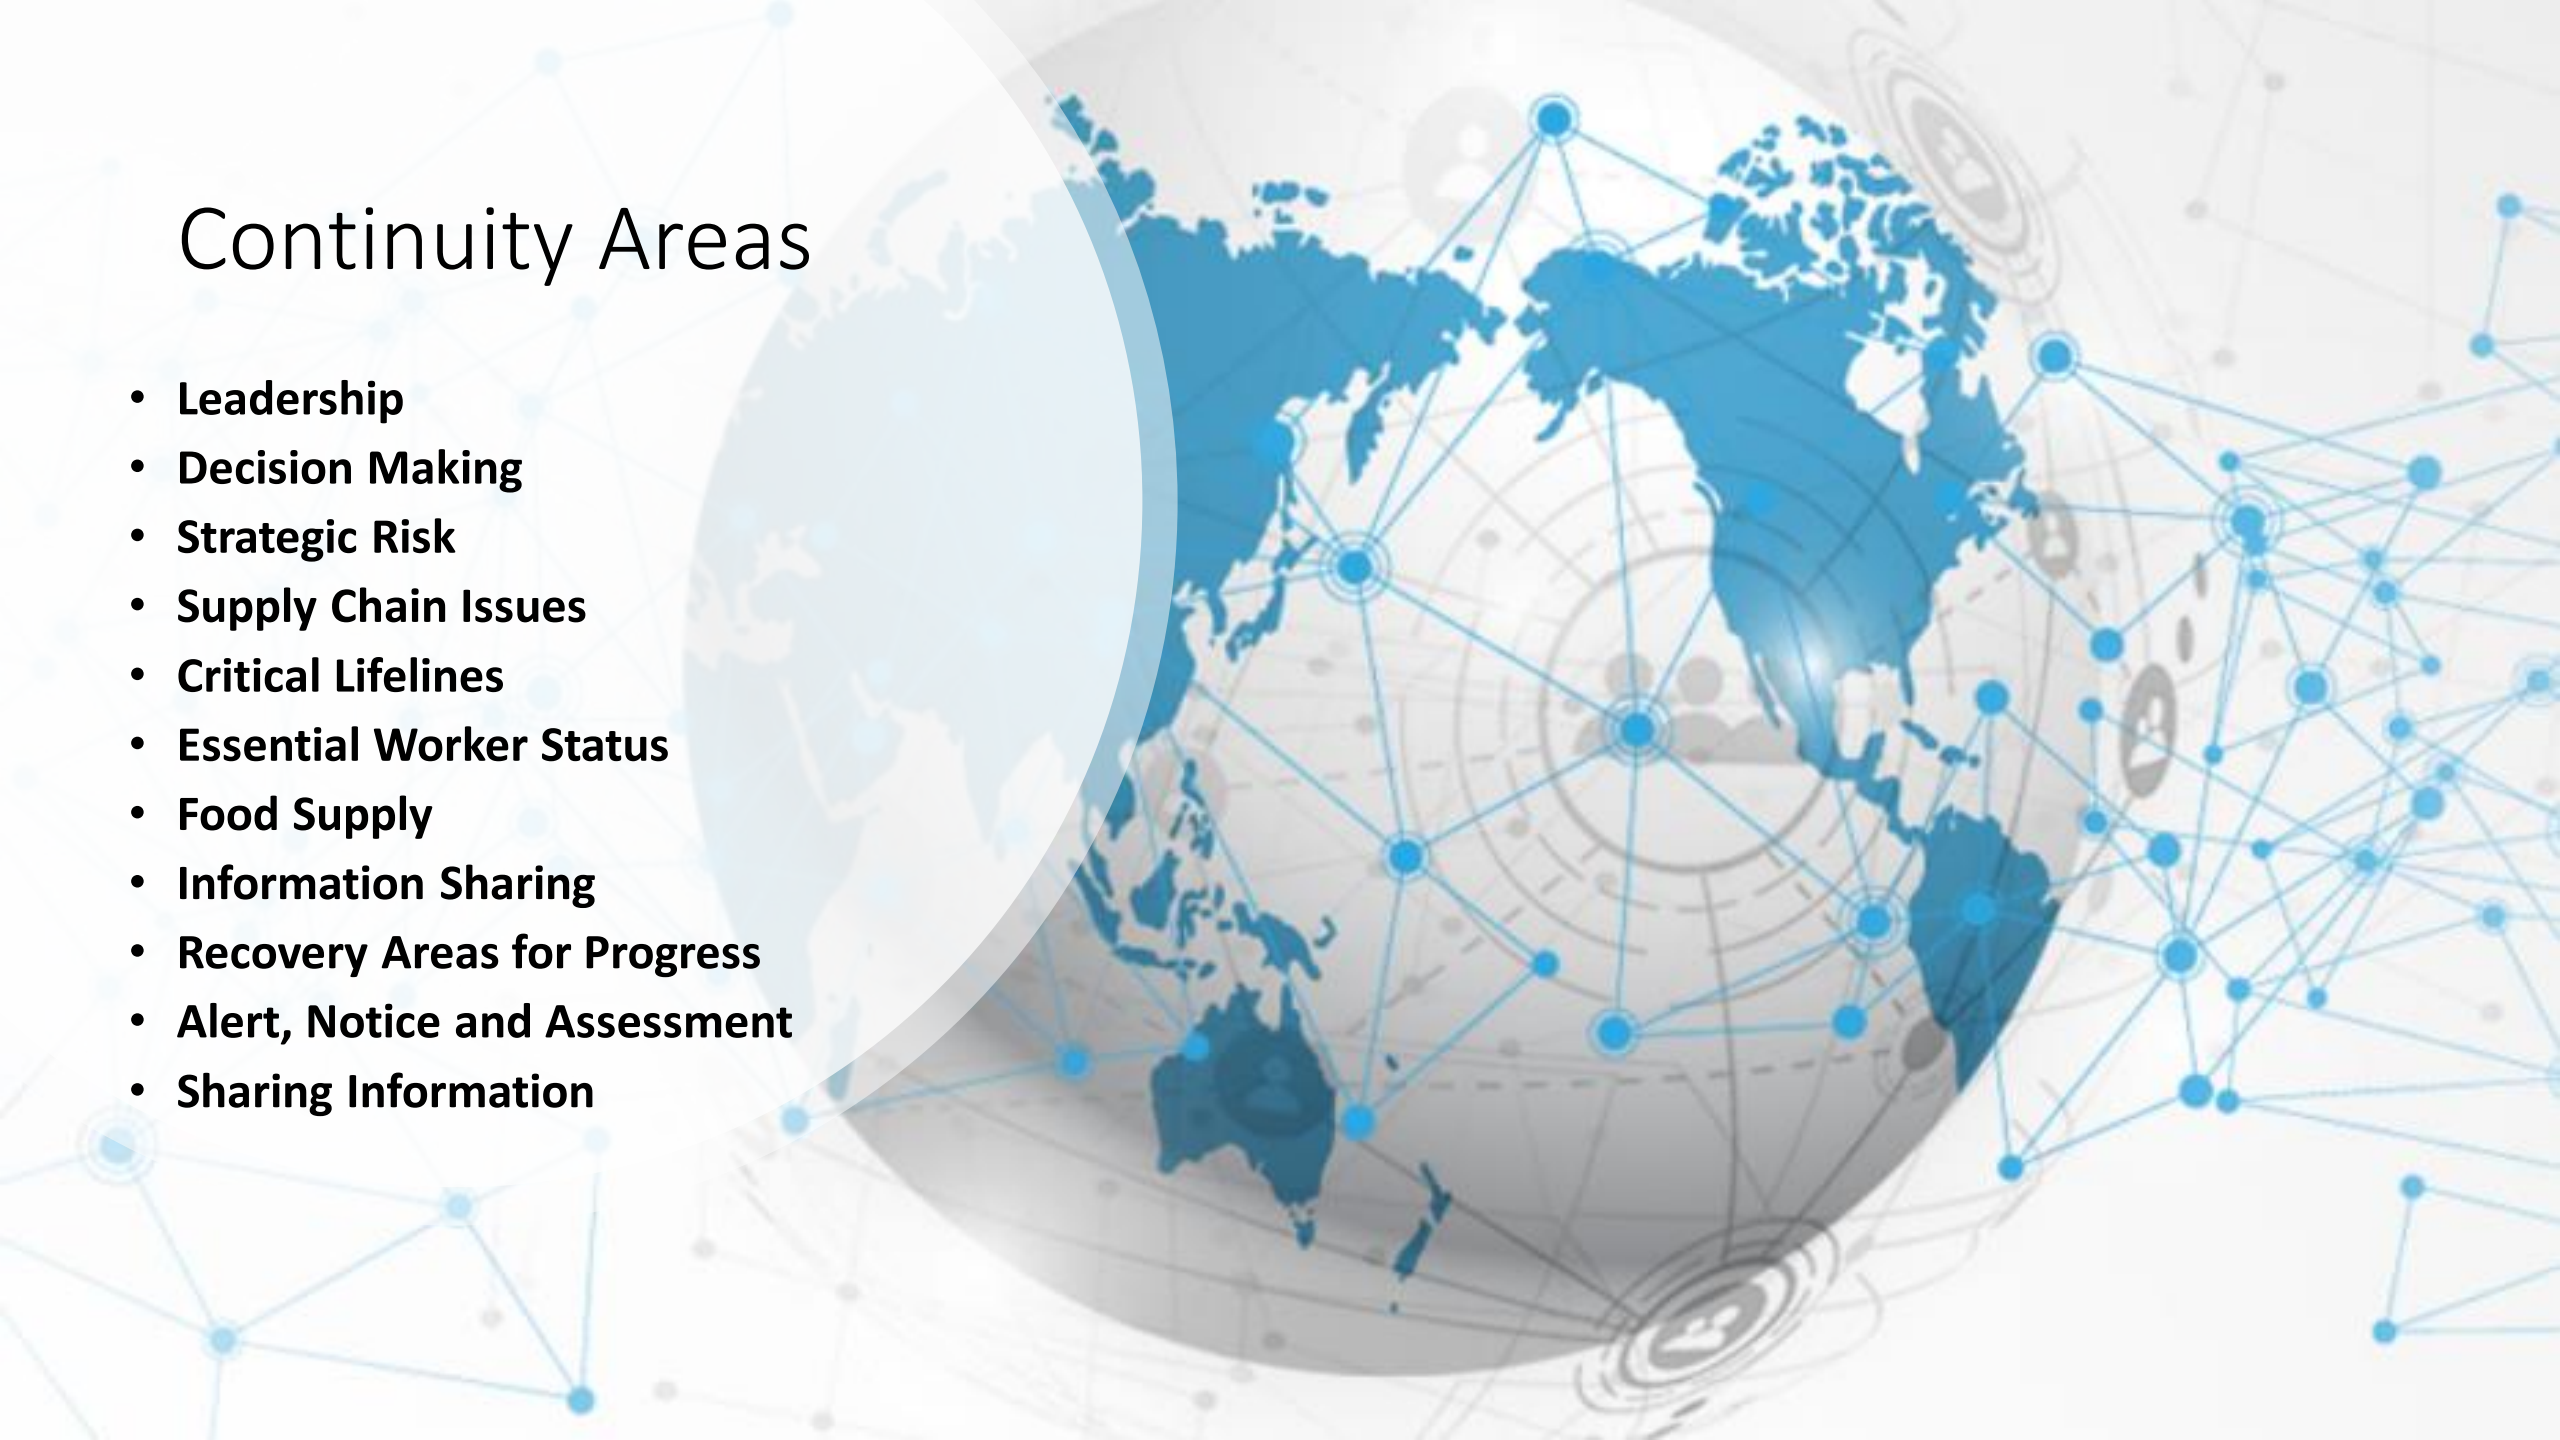 Continuity Areas
• Leadership
• Decision Making
• Strategic Risk
• Supply Chain Issues
• Critical Lifelines
• Essential Worker Status
• Food Supply
• Information Sharing
• Recovery Areas for Progress
• Alert, Notice and Assessment
• Sharing Information